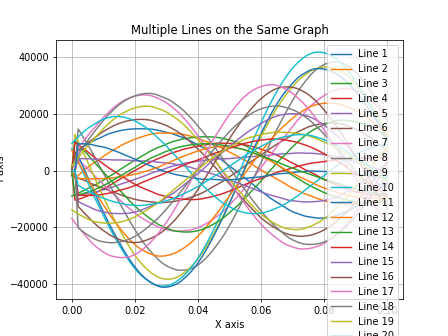 Multiple Lines on the Same Graph
40000
20000
0
−20000
−40000
0.00
0.02
0.04
0.06
X axis
axis
Line 1
Line 2
Line 3
Line 4
Line 5
Line 6
Line 7
Line 8
Line 9
Line 10
Line 11
Line 12
Line 13
Line 14
Line 15
Line 16
Line 17
Line 18
Line 19